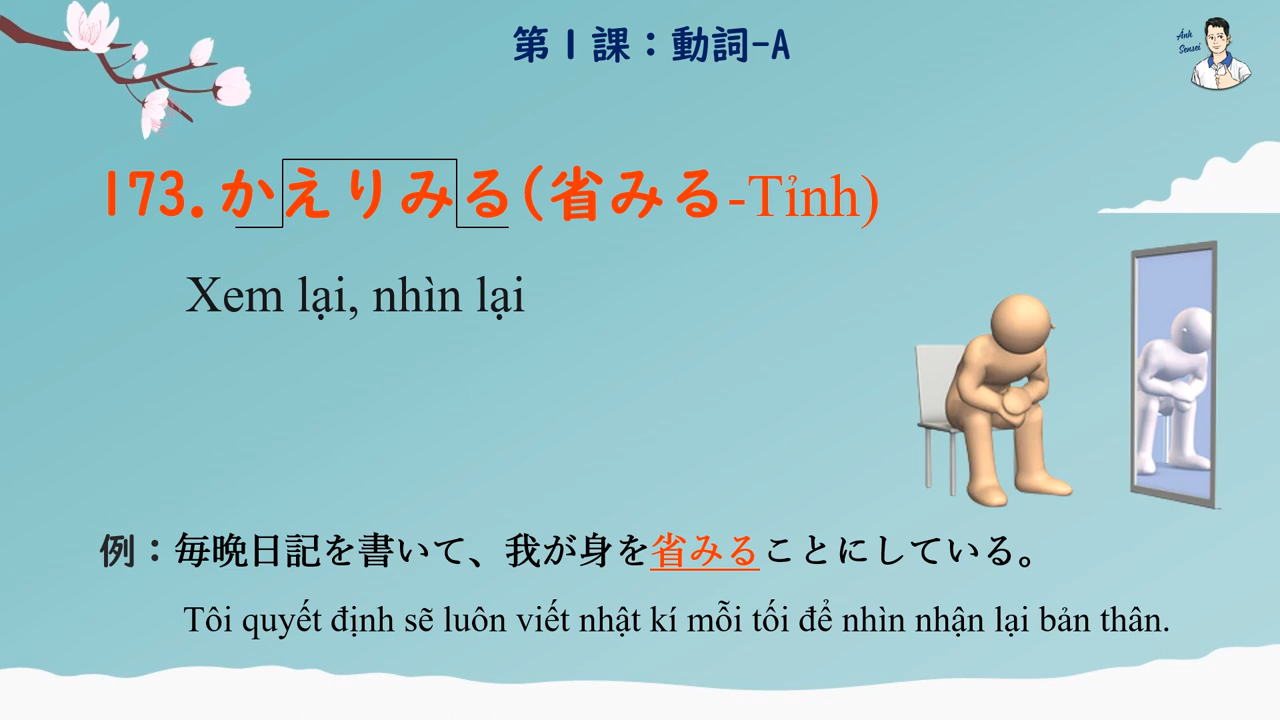 第1課：動詞-A
Ánh
Sensei
173.かえりみる(省みる-Tỉnh)
Xem lại, nhìn lại
例：毎晩日記を書いて、我が身を省みることにしている。
Tôi quyết định sẽ luôn viết nhật kí mỗi tối để nhìn nhận lại bản thân.